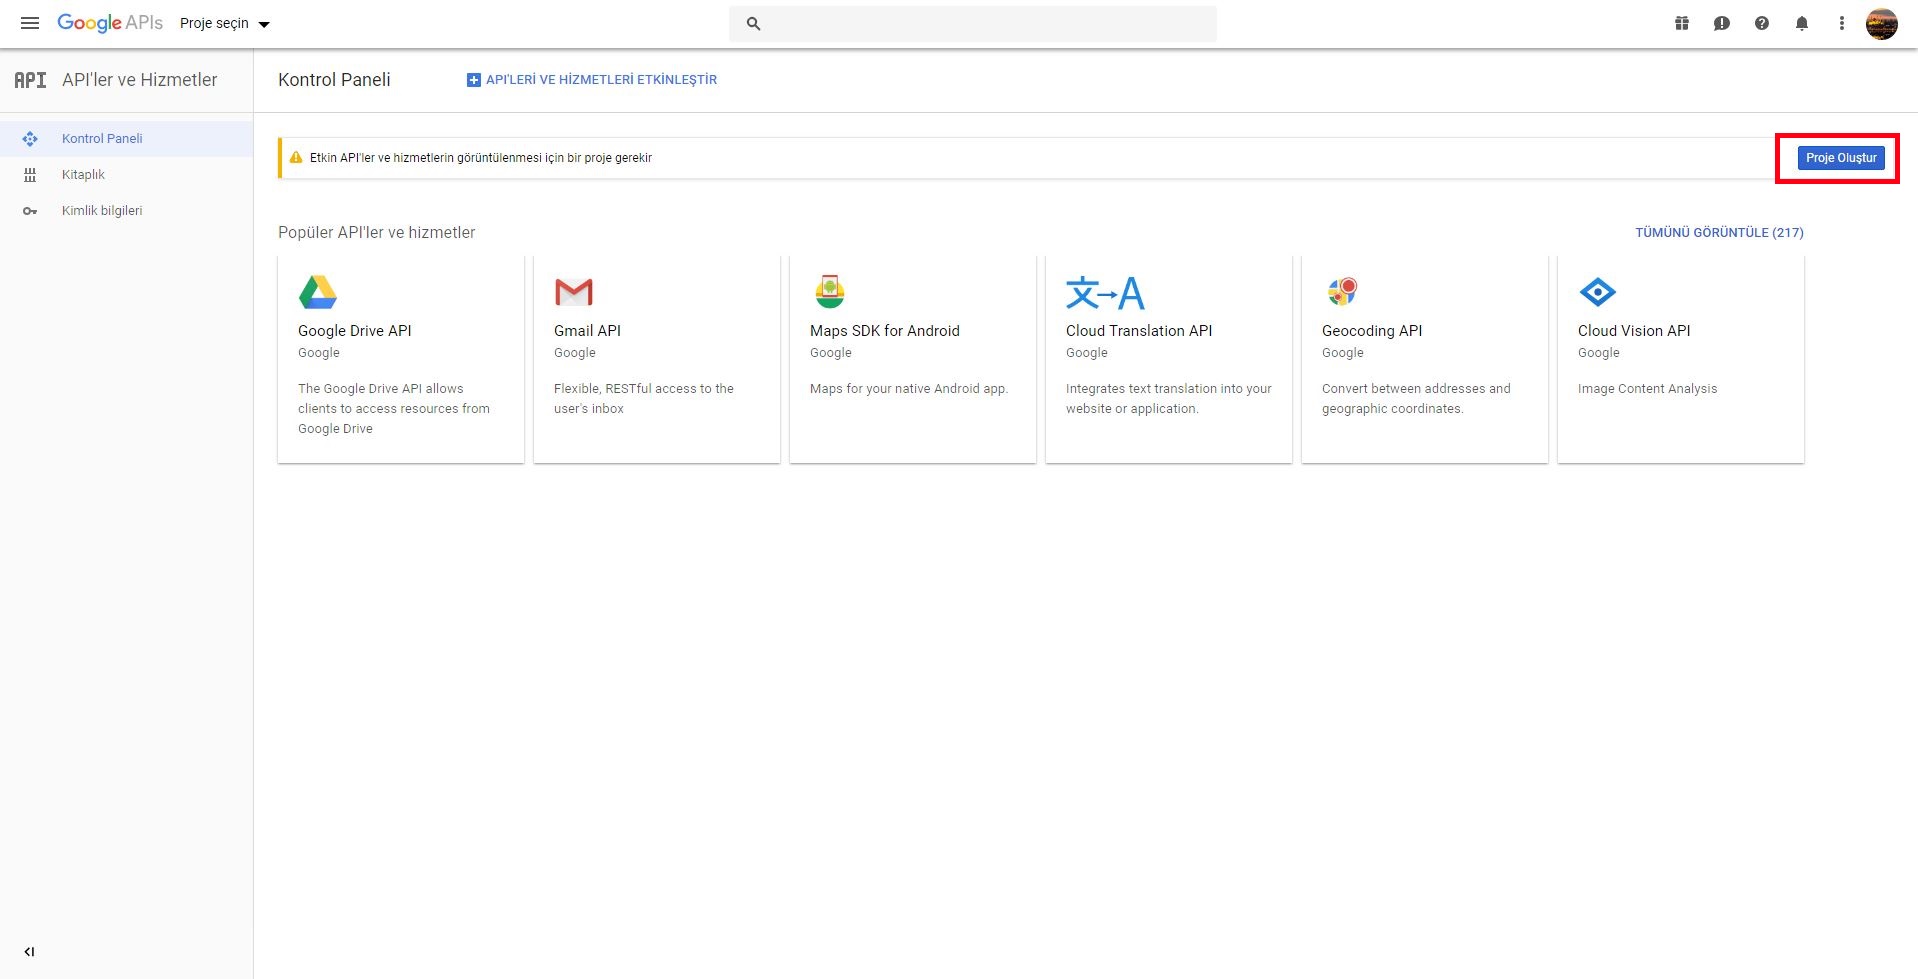 Google APIs Proje seçin
API API'ler ve Hizmetler
Kontrol Paneli
Kitaplık
Kimlik bilgileri
Kontrol Paneli API'LERİ VE HİZMETLERİ ETKİNLEŞTİR
Etkin API'ler ve hizmetlerin görüntülenmesi için bir proje gerekir
Proje Oluştur
Popüler API'ler ve hizmetler
TÜMÜNÜ GÖRÜNTÜLE (217)
Google Drive API
Google
The Google Drive API allows
clients to access resources from
Google Drive
Gmail API
Google
Flexible, RESTful access to the
user's inbox
Maps SDK for Android
Google
Maps for your native Android app.
文→A
Cloud Translation API
Google
Integrates text translation into your
website or application.
Geocoding API
Google
Convert between addresses and
geographic coordinates.
Cloud Vision API
Google
Image Content Analysis